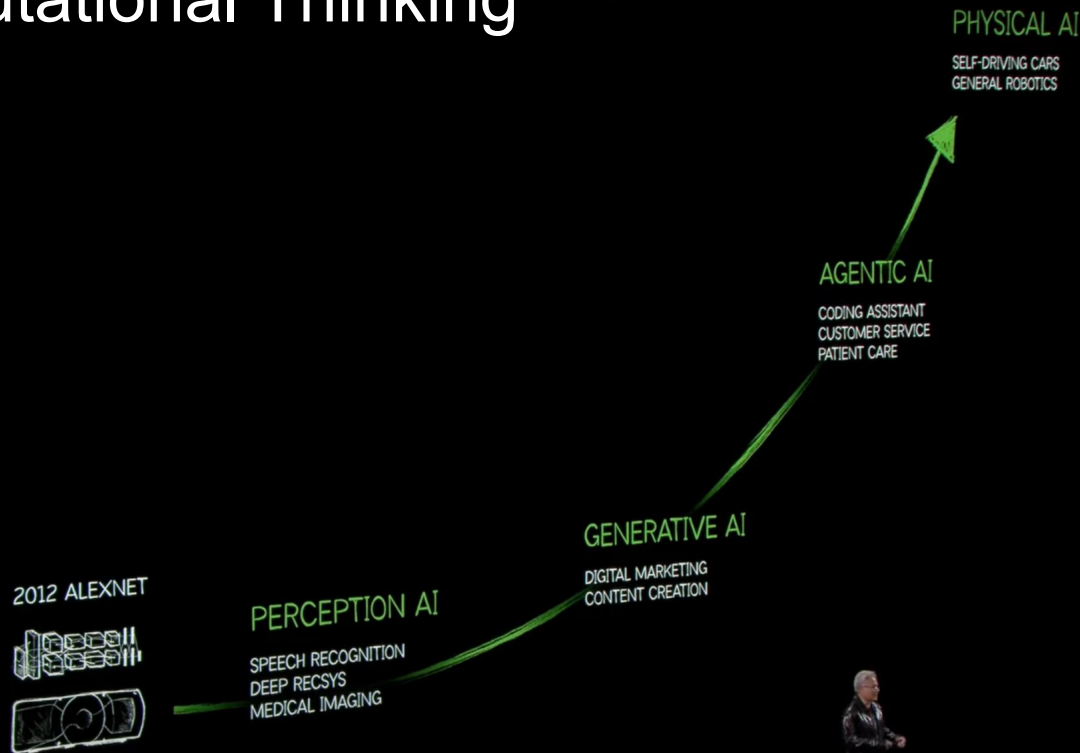 utational Thinking
PHYSICAL AI
SELF-DRIVING CARS
GENERAL ROBOTICS
AGENTIC AI
CODING ASSISTANT
CUSTOMER SERVICE
PATIENT CARE
GENERATIVE AI
DIGITAL MARKETING
CONTENT CREATION
2012 ALEXNET
PERCEPTION AI
SPEECH RECOGNITION
DEEP RECSYS
MEDICAL IMAGING